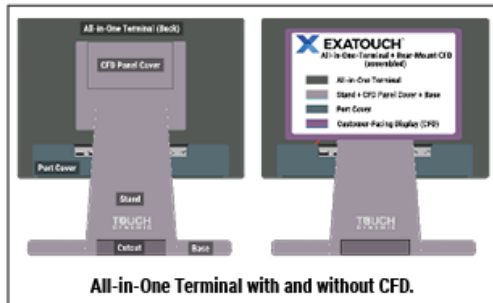 All-in-One Terminal (Back)
CFD Panel Cover
Port Cover
Stand
TOUCH
DYNAMIC
Cutout
Base
EXATOUCH
All-in-One-Terminal + Rear-Mount CFD
(assembled)
All-in-One Terminal
Stand + CFD Panel Cover + Base
Port Cover
Customer-Facing Display (CFD)
TOUCH
DYNAMIC
All-in-One Terminal with and without CFD.